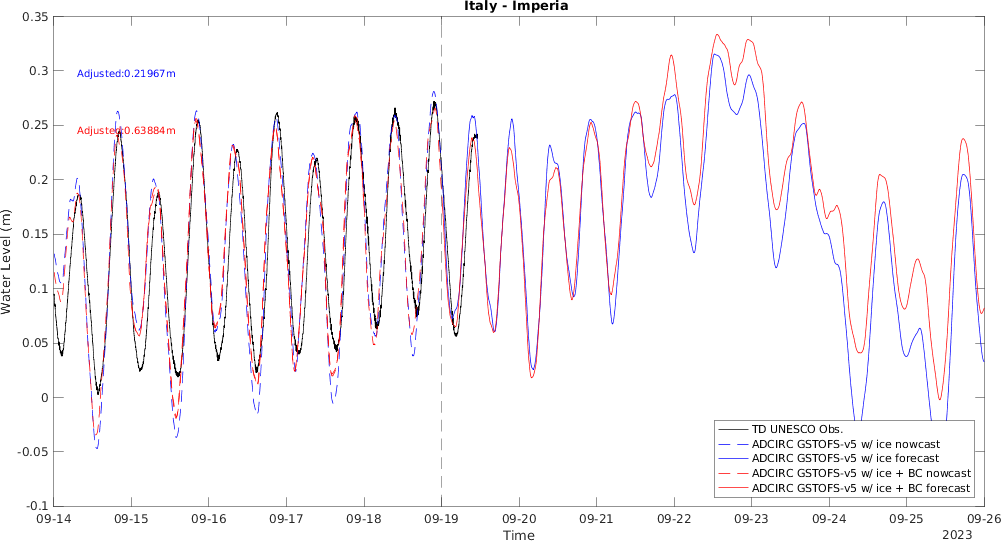 Italy - Imperia
0.35
0.3
0.25
0.2
0.15
0.1
0.05
0
-0.05
-0.1
Water Level (m)
Adjusted:0.21967m
Adjusted:0.63884m
TD UNESCO Obs.
ADCIRC GSTOFS-v5 w/ ice nowcast
ADCIRC GSTOFS-v5 w/ ice forecast
ADCIRC GSTOFS-v5 w/ ice + BC nowcast
ADCIRC GSTOFS-v5 w/ ice + BC forecast
09-14 09-15 09-16 09-17 09-18 09-19 09-20 09-21 09-22 09-23 09-24 09-25 09-26
Time
2023